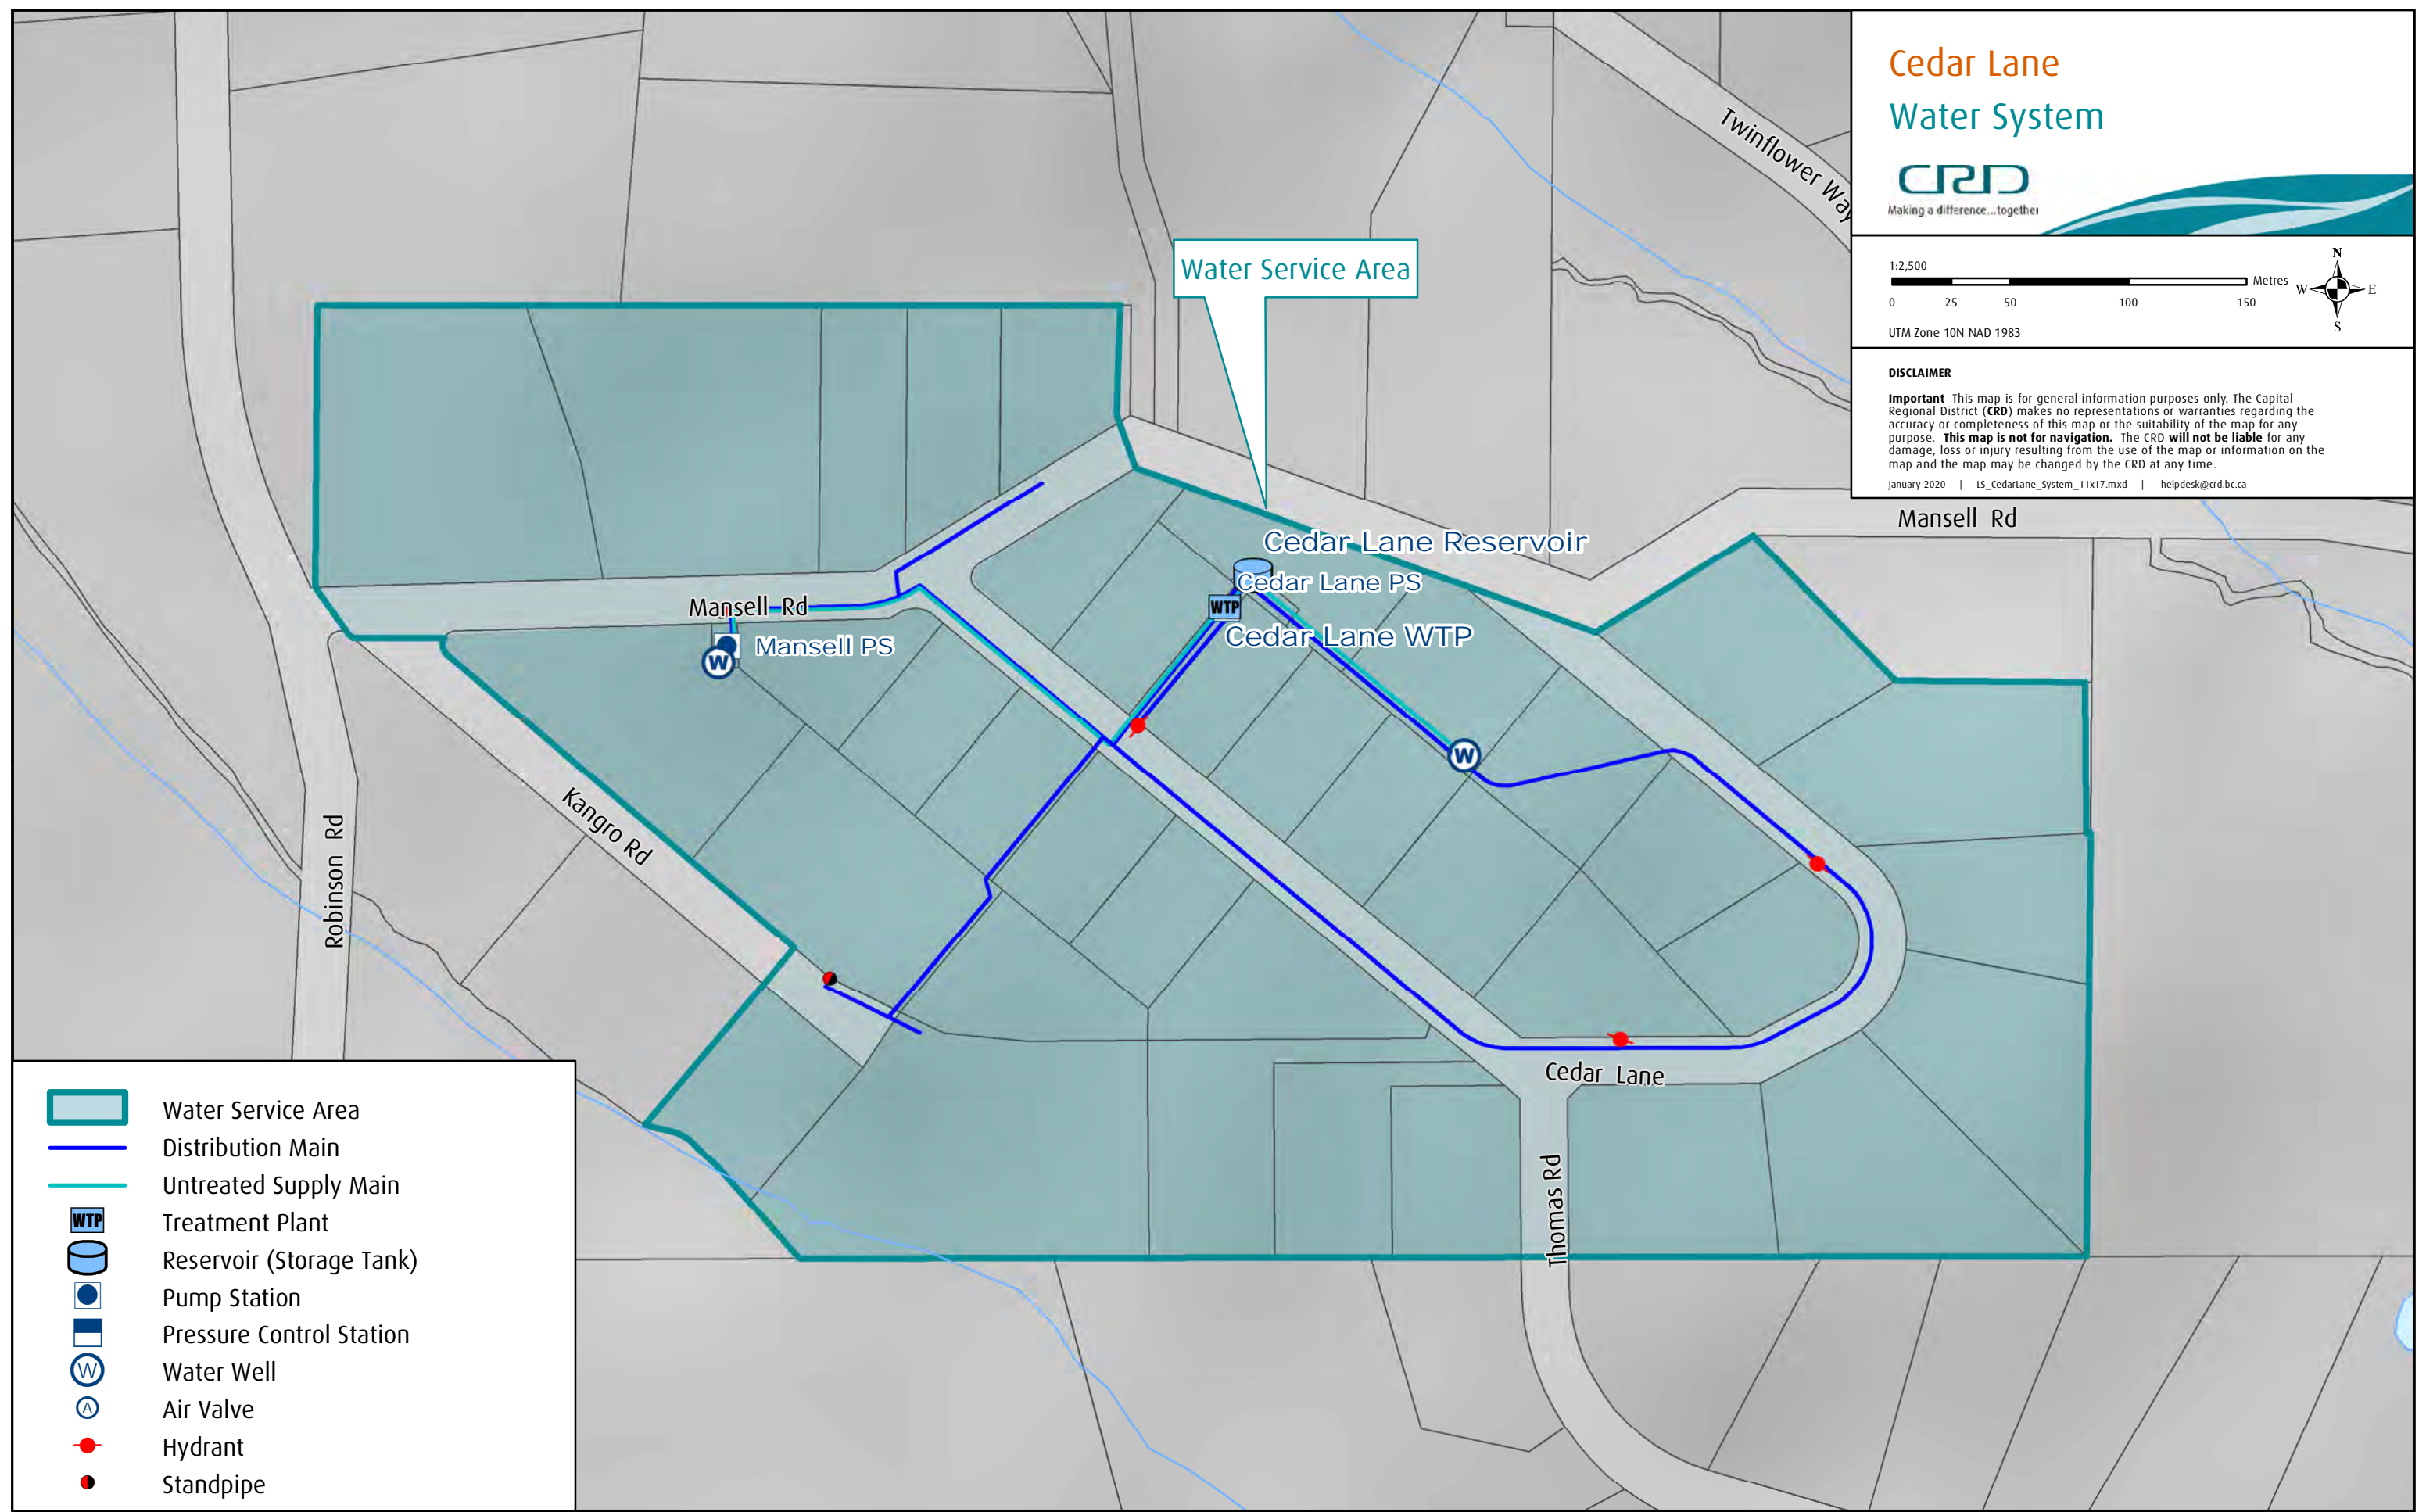 Cedar Lane
Water System
CRD
Making a difference...together
1:2,500
Metres
0 25 50 100 150
N
W E
S
UTM Zone 10N NAD 1983
DISCLAIMER
Important This map is for general information purposes only. The Capital
Regional District (CRD) makes no representations or warranties regarding the
accuracy or completeness of this map or the suitability of the map for any
purpose. This map is not for navigation. The CRD will not be liable for any
damage, loss or injury resulting from the use of the map or information on the
map and the map may be changed by the CRD at any time.
January 2020 | LS_CedarLane_System_11x17.mxd | helpdesk@crd.bc.ca
Twinflower Way
Water Service Area
Mansell Rd
Cedar Lane Reservoir
Cedar Lane PS
WTP
Cedar Lane WTP
Mansell Rd
Mansell PS
W
W
Kangro Rd
Robinson Rd
Cedar Lane
Thomas Rd
Water Service Area
Distribution Main
Untreated Supply Main
WTP Treatment Plant
Reservoir (Storage Tank)
Pump Station
Pressure Control Station
W Water Well
A Air Valve
Hydrant
Standpipe